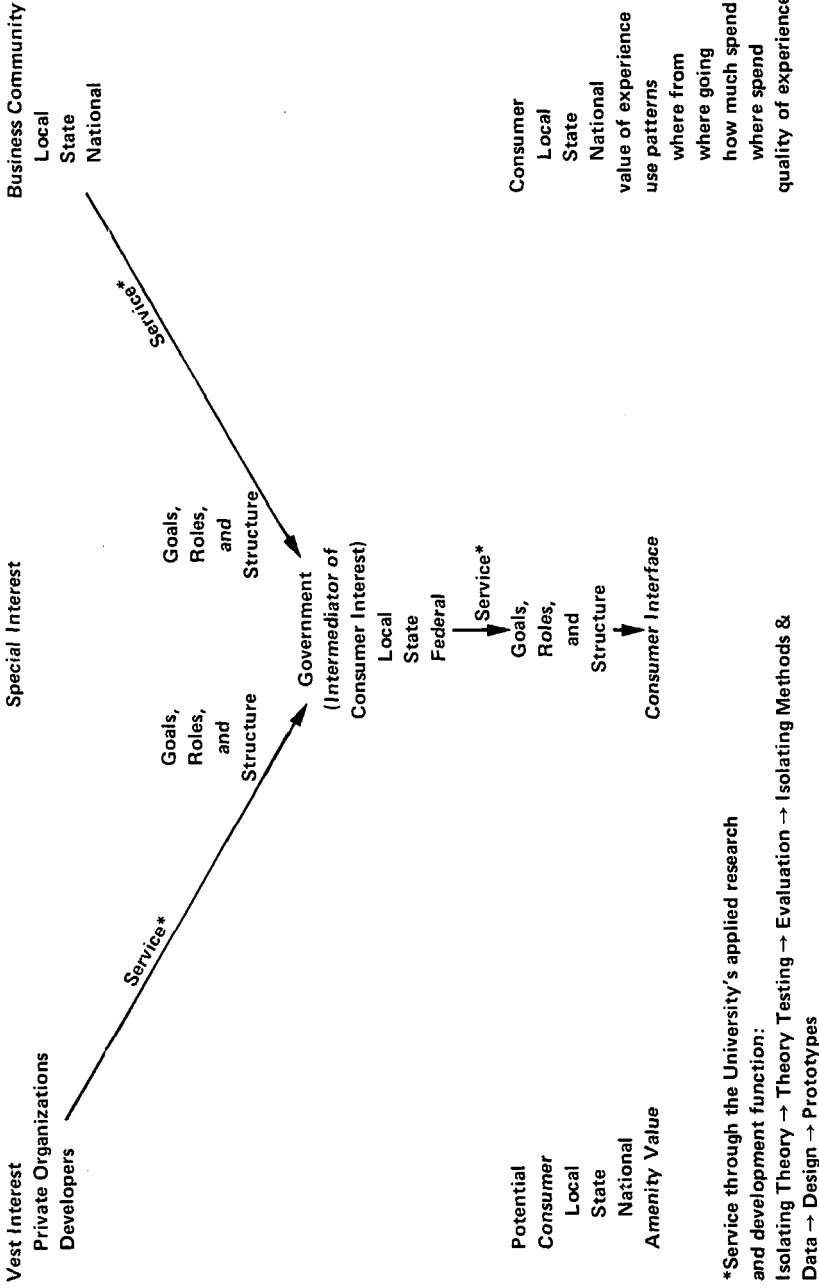 Vest Interest
Private Organizations
Developers
Special Interest
Business Community
Local
State
National
Service*
Service*
Goals,
Roles,
and
Structure
Goals,
Roles,
and
Structure
Government
(Intermediator of
Consumer Interest)
Local
State
Federal
Service*
Goals,
Roles,
and
Structure
Consumer Interface
Potential
Consumer
Local
State
National
Amenity Value
Consumer
Local
State
National
value of experience
use patterns
where from
where going
how much spend
where spend
quality of experience
*Service through the University's applied research
and development function:
Isolating Theory → Theory Testing → Evaluation → Isolating Methods &
Data → Design → Prototypes